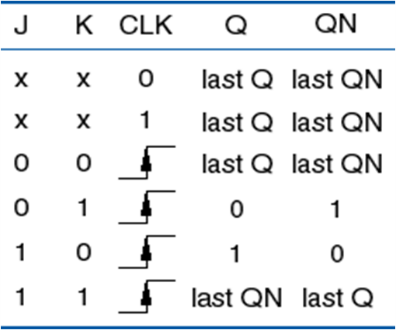 J K CLK Q QN
x x 0 last Q last QN
x x 1 last Q last QN
0 0 last Q last QN
0 1 0 1
1 0 1 0
1 1 last QN last Q